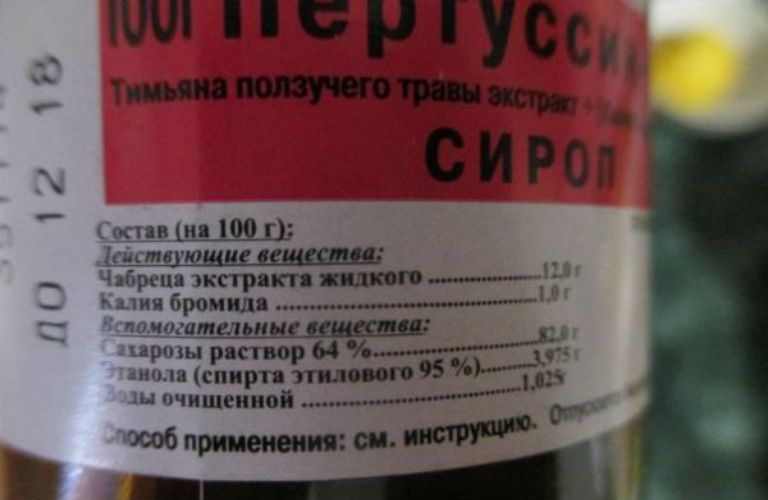 100г Пертуссин
Тимьяна ползучего травы экстракт +
СИРОП
Состав (на 100 г):
Действующие вещества:
Чабреца экстракта жидкого ........................12,0 г
Калия бромида ......................................................1,0 г
Вспомогательные вещества:
Сахарозы раствор 64 %.................................82,0 г
Этанола (спирта этилового 95 %)............3,975 г
Воды очищенной ..............................................1,025г
Способ применения: см. инструкцию. Отпускается
ДО 12 18